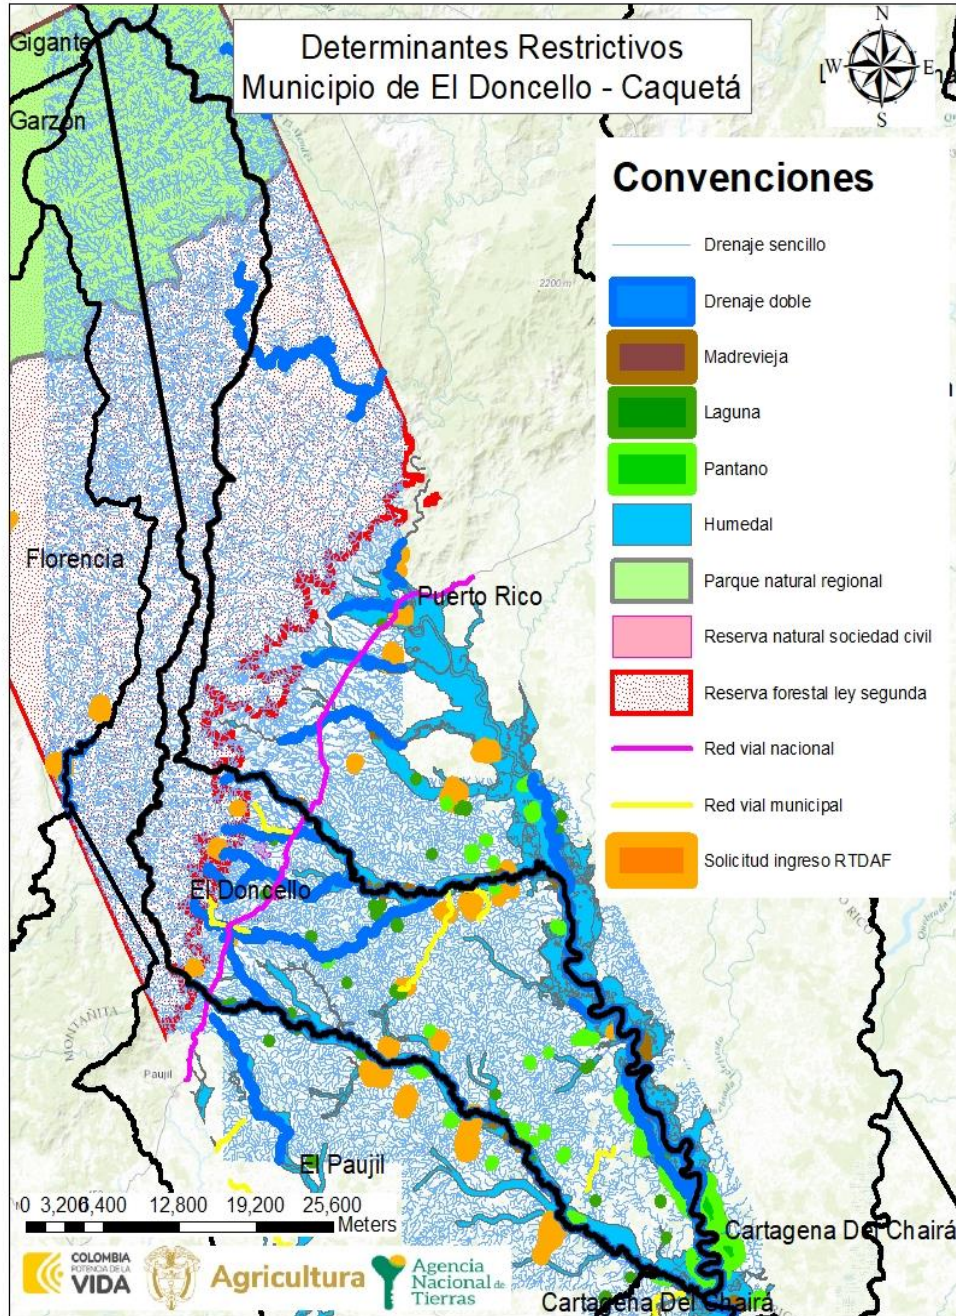 Determinantes Restrictivos
Municipio de El Doncello - Caquetá
N
W
E
S
Gigante
Garzón
Convenciones
Drenaje sencillo
Drenaje doble
Madrevieja
Laguna
Pantano
Humedal
Parque natural regional
Reserva natural sociedad civil
Reserva forestal ley segunda
Red vial nacional
Red vial municipal
Solicitud ingreso RTDAF
2200 m
Florencia
Puerto Rico
El Doncello
MONTAÑITA
Paujil
El Paujil
Cartagena Del Chairá
Cartagena Del Chairá
0 3,200 6,400 12,800 19,200 25,600
Meters
COLOMBIA
POTENCIA DE LA
VIDA
Agricultura
Agencia
Nacional de
Tierras